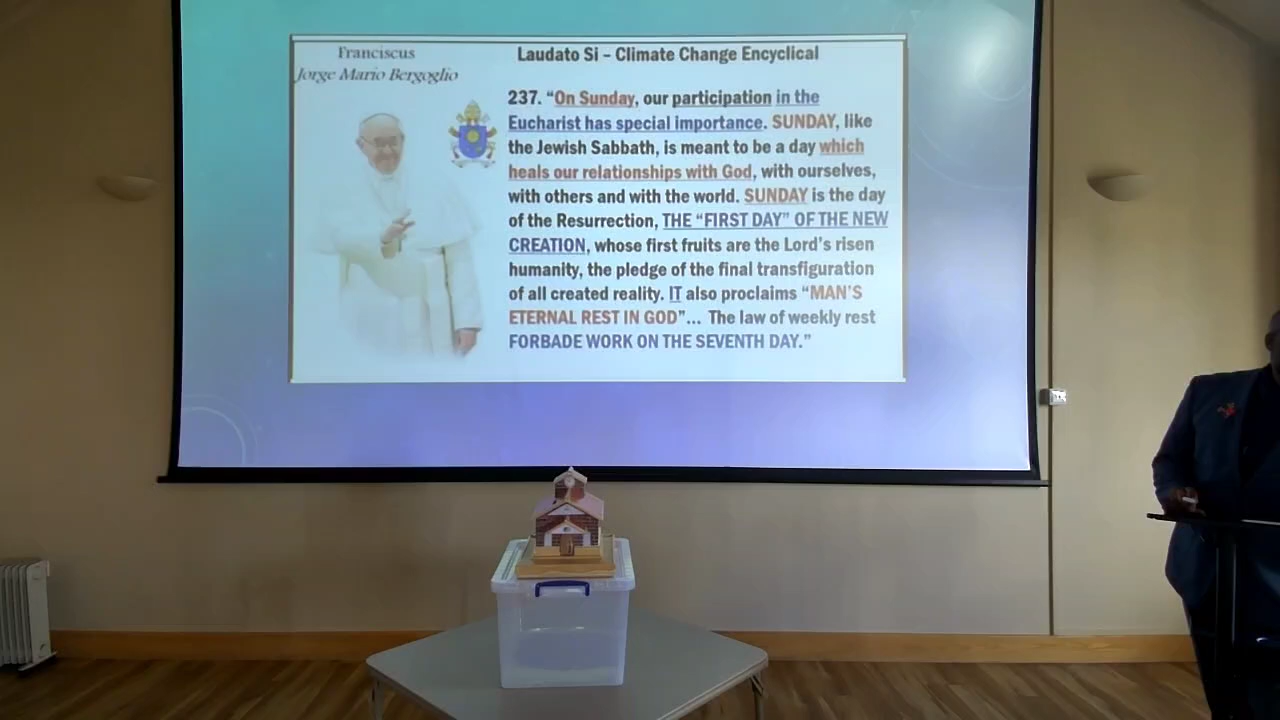 Franciscus
Jorge Mario Bergoglio
Laudato Si – Climate Change Encyclical
237. “On Sunday, our participation in the
Eucharist has special importance. SUNDAY, like
the Jewish Sabbath, is meant to be a day which
heals our relationships with God, with ourselves,
with others and with the world. SUNDAY is the day
of the Resurrection, THE “FIRST DAY” OF THE NEW
CREATION, whose first fruits are the Lord’s risen
humanity, the pledge of the final transfiguration
of all created reality. IT also proclaims “MAN’S
ETERNAL REST IN GOD”... The law of weekly rest
FORBADE WORK ON THE SEVENTH DAY.”